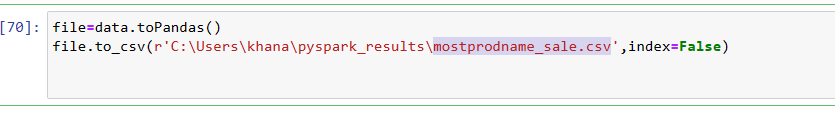 [70]: file=data.toPandas()
file.to_csv(r'C:\Users\khana\pyspark_results\mostprodname_sale.csv',index=False)